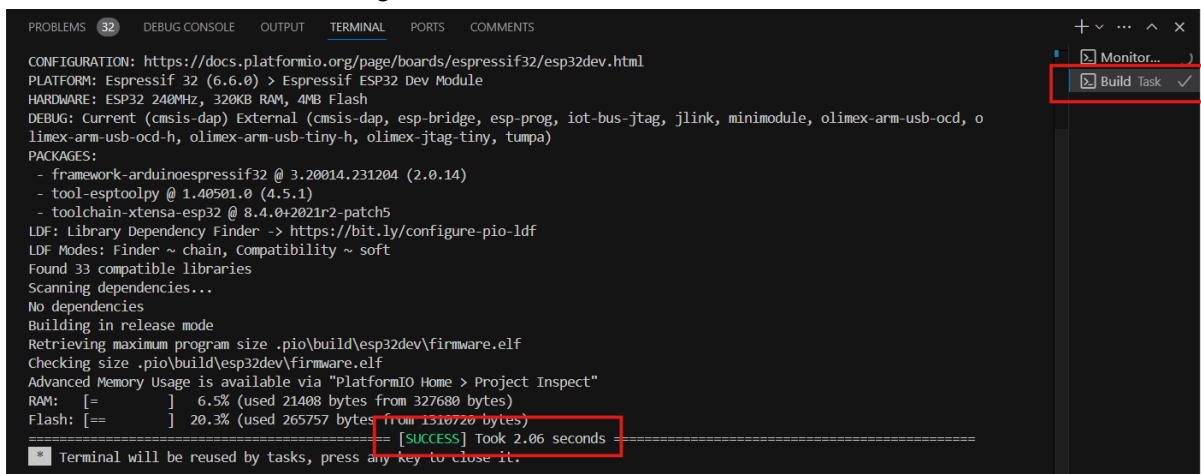 PROBLEMS 32 DEBUG CONSOLE OUTPUT TERMINAL PORTS COMMENTS
CONFIGURATION: https://docs.platformio.org/page/boards/espressif32/esp32dev.html
PLATFORM: Espressif 32 (6.6.0) > Espressif ESP32 Dev Module
HARDWARE: ESP32 240MHz, 320KB RAM, 4MB Flash
DEBUG: Current (cmsis-dap) External (cmsis-dap, esp-bridge, esp-prog, iot-bus-jtag, jlink, minimodule, olimex-arm-usb-ocd, o
limex-arm-usb-ocd-h, olimex-arm-usb-tiny-h, olimex-jtag-tiny, tumpa)
PACKAGES:
- framework-arduinoespressif32 @ 3.20014.231204 (2.0.14)
- tool-esptoolpy @ 1.40501.0 (4.5.1)
- toolchain-xtensa-esp32 @ 8.4.0+2021r2-patch5
LDF: Library Dependency Finder -> https://bit.ly/configure-pio-ldf
LDF Modes: Finder ~ chain, Compatibility ~ soft
Found 33 compatible libraries
Scanning dependencies...
No dependencies
Building in release mode
Retrieving maximum program size .pio\build\esp32dev\firmware.elf
Checking size .pio\build\esp32dev\firmware.elf
Advanced Memory Usage is available via "PlatformIO Home > Project Inspect"
RAM: [= ] 6.5% (used 21408 bytes from 327680 bytes)
Flash: [== ] 20.3% (used 265757 bytes from 1310720 bytes)
=============================================== [SUCCESS] Took 2.06 seconds ===============================================
* Terminal will be reused by tasks, press any key to close it.
Monitor...
Build Task